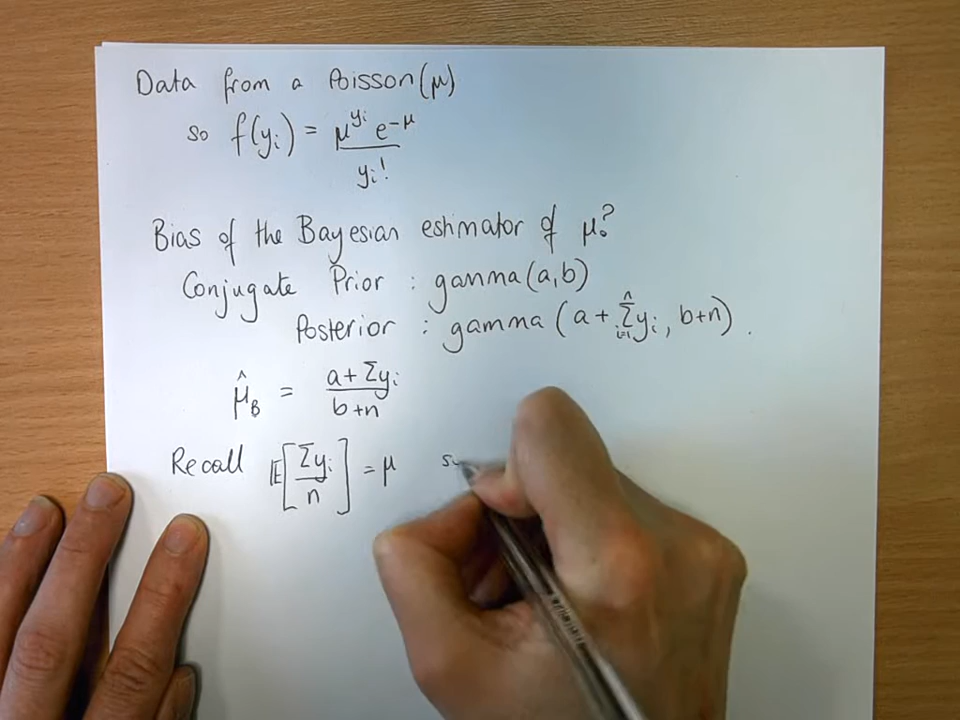 Data from a Poisson(μ)
so f(yᵢ) = μ^yᵢ e^-μ / yᵢ!
Bias of the Bayesian estimator of μ?
Conjugate Prior : gamma(a,b)
Posterior : gamma (a + Σⁿᵢ₌₁ yᵢ, b+n).
μ̂_B = a + Σyᵢ / b+n
Recall E[Σyᵢ / n] = μ so